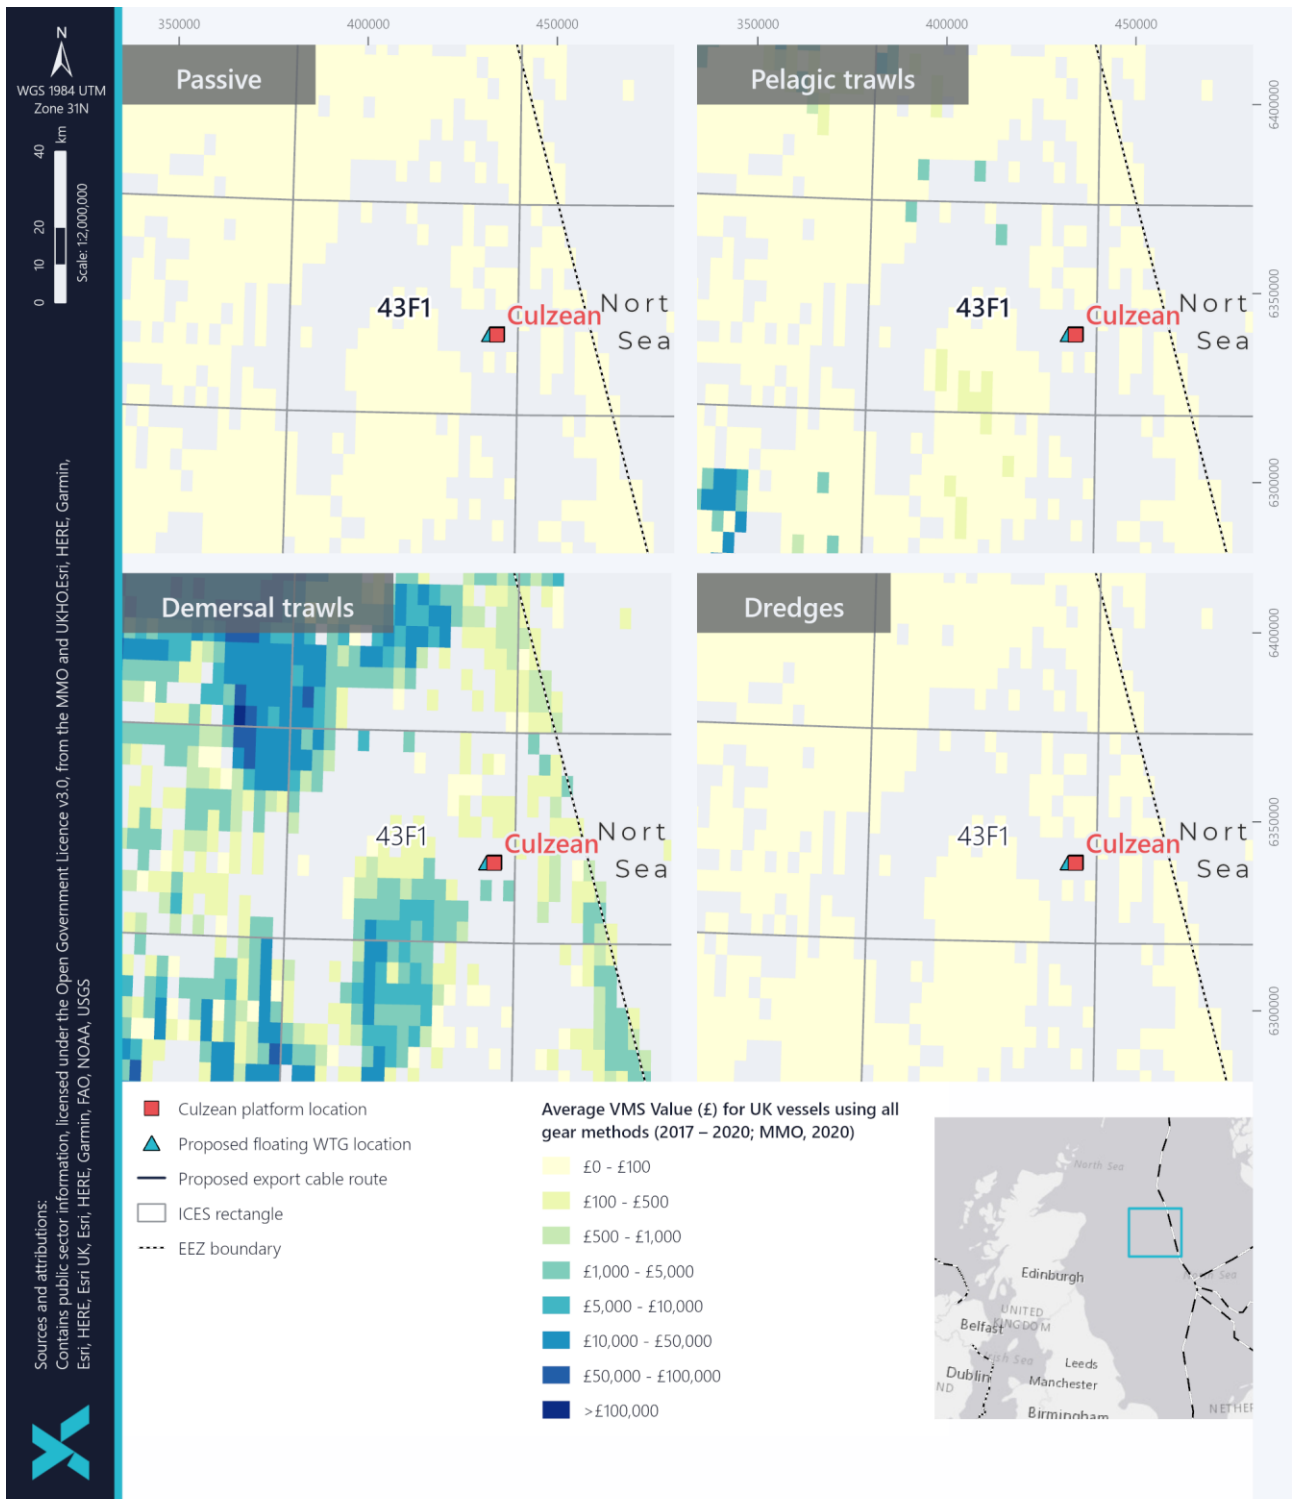 350000
400000
450000
350000
400000
450000
N
WGS 1984 UTM
Zone 31N
km
40
20
10
0
Scale: 1:2,000,000
Passive
43F1
Culzean
Nort
Sea
Pelagic trawls
43F1
Culzean
Nort
Sea
6400000
6350000
6300000
Demersal trawls
43F1
Culzean
Nort
Sea
Dredges
43F1
Culzean
Nort
Sea
6400000
6350000
6300000
Sources and attributions:
Contains public sector information, licensed under the Open Government Licence v3.0, from the MMO and UKHO.Esri, HERE, Garmin,
Esri, HERE, Esri UK, Esri, HERE, Garmin, FAO, NOAA, USGS
Culzean platform location
Proposed floating WTG location
Proposed export cable route
ICES rectangle
EEZ boundary
Average VMS Value (£) for UK vessels using all
gear methods (2017 – 2020; MMO, 2020)
£0 - £100
£100 - £500
£500 - £1,000
£1,000 - £5,000
£5,000 - £10,000
£10,000 - £50,000
£50,000 - £100,000
>£100,000
North Sea
North Sea
Edinburgh
UNITED
KINGDOM
Belfast
Irish Sea
Leeds
Dublin
Manchester
ND
Birmingham
NETHER